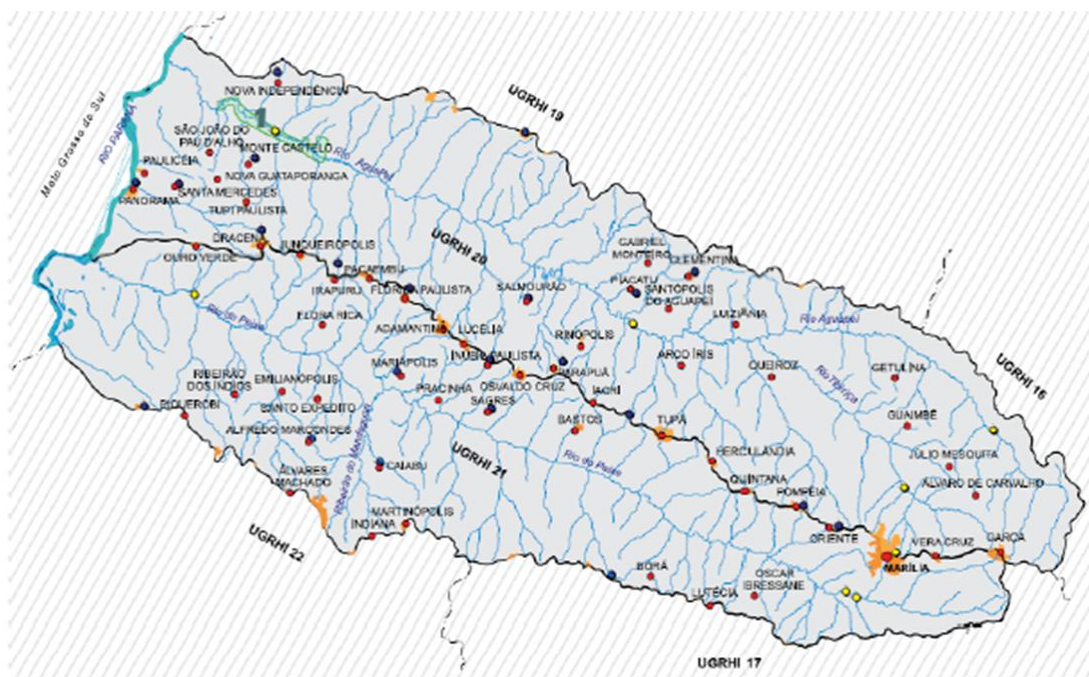 NOVA INDEPENDÊNCIA
UGRHI 19
Mato Grosso do Sul
RIO PARANÁ
1
SÃO JOÃO DO
PAU D'ALHO
MONTE CASTELO
Rio Aguapeí
PAULICÉIA
NOVA GUATAPORANGA
SANTA MERCEDES
PANORAMA
TUPI PAULISTA
DRACENA
JUNQUEIRÓPOLIS
OURO VERDE
UGRHI 20
GABRIEL
MONTEIRO
CLEMENTINA
PACAEMBU
IRAPURU
FLÓRIDA PAULISTA
SALMOURÃO
PIACATU
SANTÓPOLIS
DO AGUAPEÍ
LUIZIÂNIA
Rio Aguapeí
Rio do Peixe
FLORA RICA
ADAMANTINA
LUCÉLIA
RINÓPOLIS
MARIÁPOLIS
INÚBIA PAULISTA
PARAPUÃ
ARCO ÍRIS
QUEIROZ
GETULINA
UGRHI 16
RIBEIRÃO
DOS ÍNDIOS
EMILIANÓPOLIS
PRACINHA
OSVALDO CRUZ
IACRI
Rio Tibiriça
PIQUEROBI
SANTO EXPEDITO
SAGRES
BASTOS
TUPÃ
GUAIMBÊ
ALFREDO MARCONDES
Ribeirão do Mandaguari
UGRHI 21
HERCULÂNDIA
JÚLIO MESQUITA
ÁLVARES
MACHADO
CAIABU
Rio do Peixe
QUINTANA
ÁLVARO DE CARVALHO
POMPÉIA
MARTINÓPOLIS
INDIANA
UGRHI 22
ORIENTE
VERA CRUZ
GARÇA
MARÍLIA
BORÁ
OSCAR
BRESSANE
LUTÉCIA
UGRHI 17